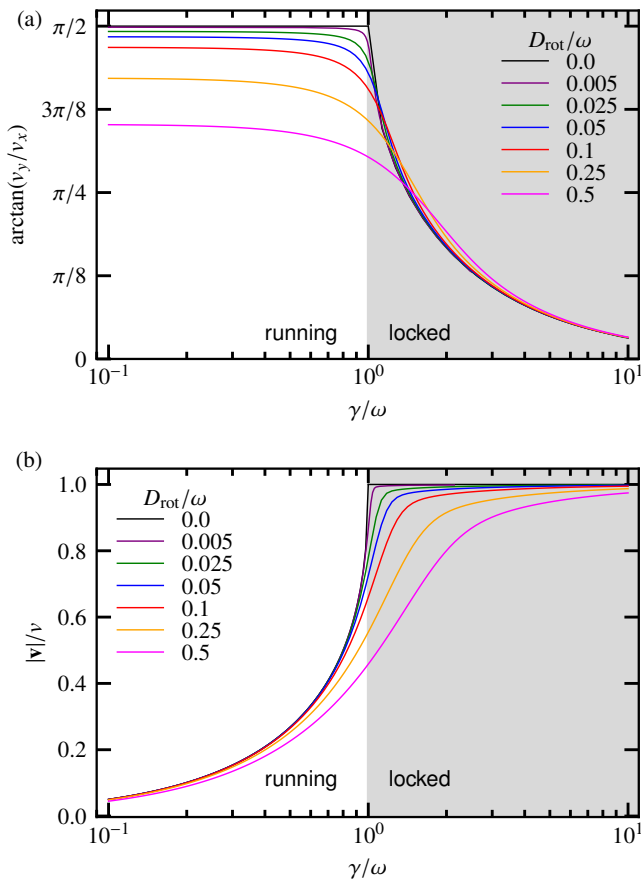 (a)
π/2
3π/8
π/4
π/8
0
arctan(v_y/v_x)
D_rot/ω
0.0
0.005
0.025
0.05
0.1
0.25
0.5
running locked
10^−1 10^0 10^1
γ/ω
(b)
1.0
0.8
0.6
0.4
0.2
0.0
|v|/v
D_rot/ω
0.0
0.005
0.025
0.05
0.1
0.25
0.5
running locked
10^−1 10^0 10^1
γ/ω